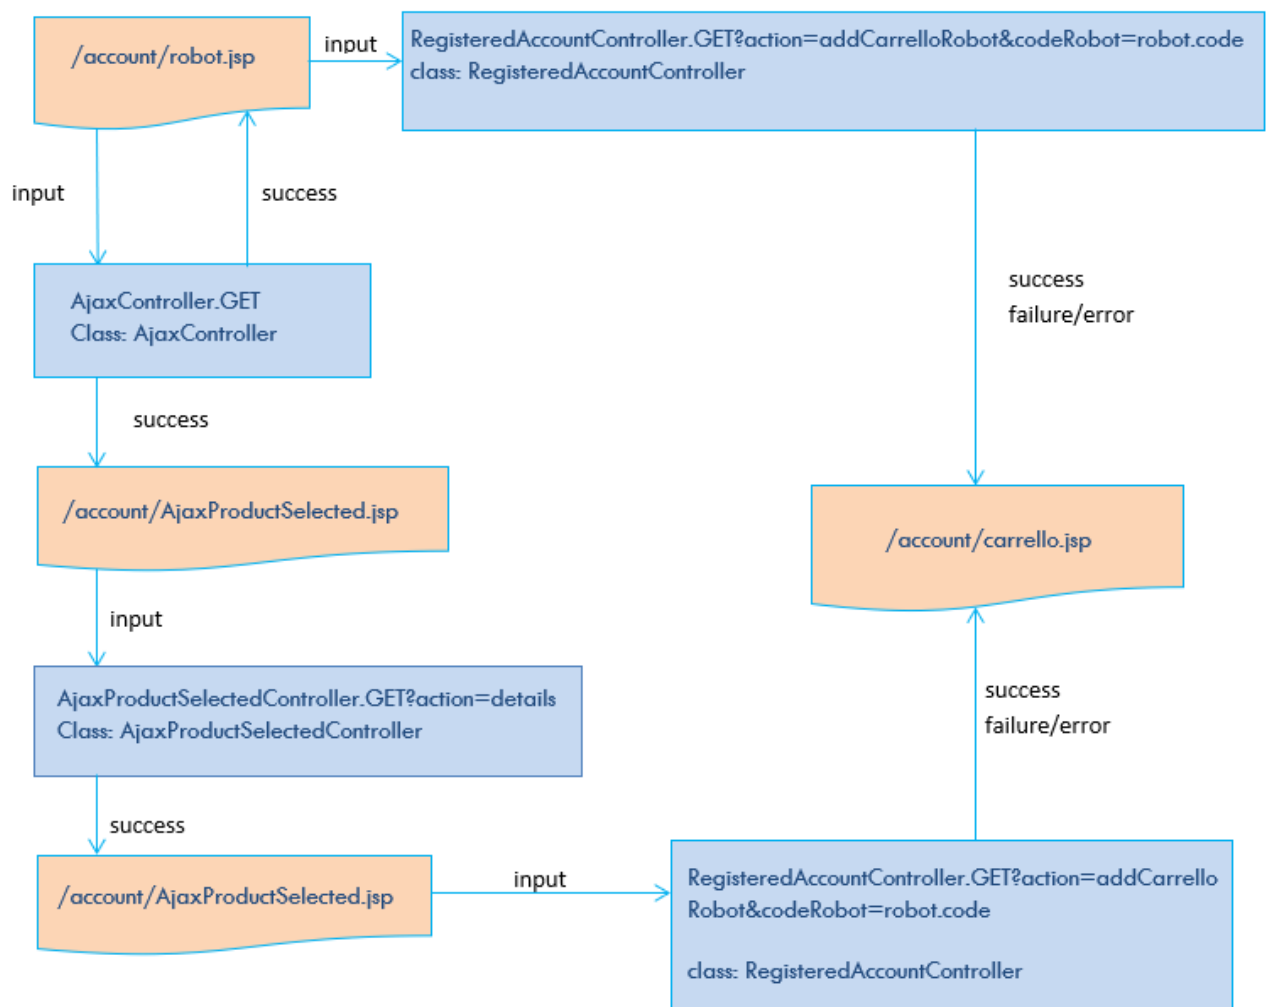 /account/robot.jsp
input
RegisteredAccountController.GET?action=addCarrelloRobot&codeRobot=robot.code
class: RegisteredAccountController
input
success
AjaxController.GET
Class: AjaxController
success
failure/error
success
/account/AjaxProductSelected.jsp
/account/carrello.jsp
input
AjaxProductSelectedController.GET?action=details
Class: AjaxProductSelectedController
success
failure/error
success
/account/AjaxProductSelected.jsp
input
RegisteredAccountController.GET?action=addCarrello
Robot&codeRobot=robot.code
class: RegisteredAccountController